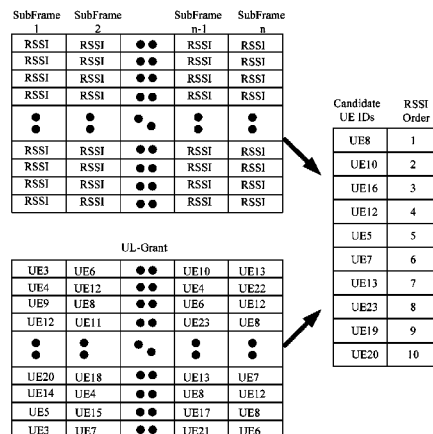 SubFrame 1 SubFrame 2 SubFrame n-1 SubFrame n
RSSI RSSI RSSI RSSI
RSSI RSSI RSSI RSSI
RSSI RSSI RSSI RSSI
RSSI RSSI RSSI RSSI
RSSI RSSI RSSI RSSI
RSSI RSSI RSSI RSSI
RSSI RSSI RSSI RSSI
RSSI RSSI RSSI RSSI
UL-Grant
UE3 UE6 UE10 UE13
UE4 UE12 UE4 UE22
UE9 UE8 UE6 UE12
UE12 UE11 UE23 UE8
UE20 UE18 UE13 UE7
UE14 UE4 UE8 UE12
UE5 UE15 UE17 UE8
UE3 UE7 UE21 UE6
Candidate UE IDs RSSI Order
UE8 1
UE10 2
UE16 3
UE12 4
UE5 5
UE7 6
UE13 7
UE23 8
UE19 9
UE20 10